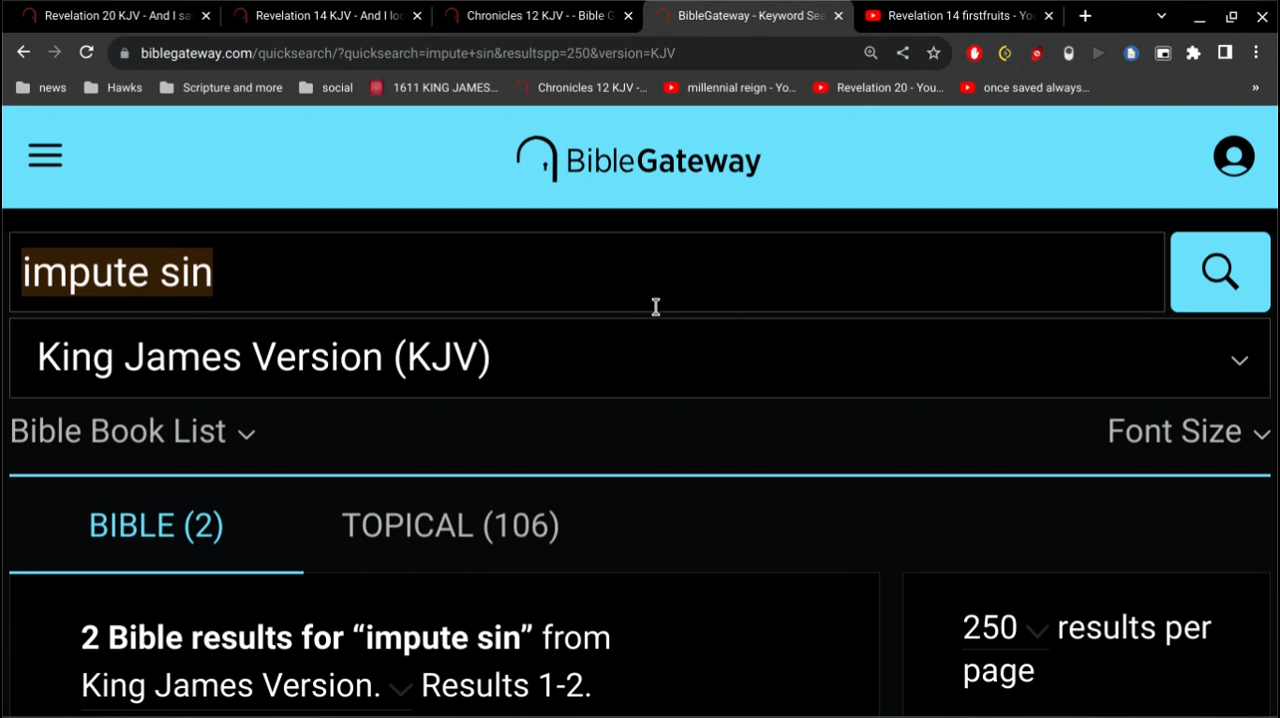 Revelation 20 KJV - And I sa
Revelation 14 KJV - And I loo
Chronicles 12 KJV - - Bible G
BibleGateway - Keyword Sea
Revelation 14 firstfruits - You
biblegateway.com/quicksearch/?quicksearch=impute+sin&resultspp=250&version=KJV
news
Hawks
Scripture and more
social
1611 KING JAMES...
Chronicles 12 KJV -...
millennial reign - Yo...
Revelation 20 - You...
once saved always...
»
BibleGateway
impute sin
King James Version (KJV)
Bible Book List
Font Size
BIBLE (2)
TOPICAL (106)
2 Bible results for “impute sin” from
King James Version. Results 1-2.
250 results per
page